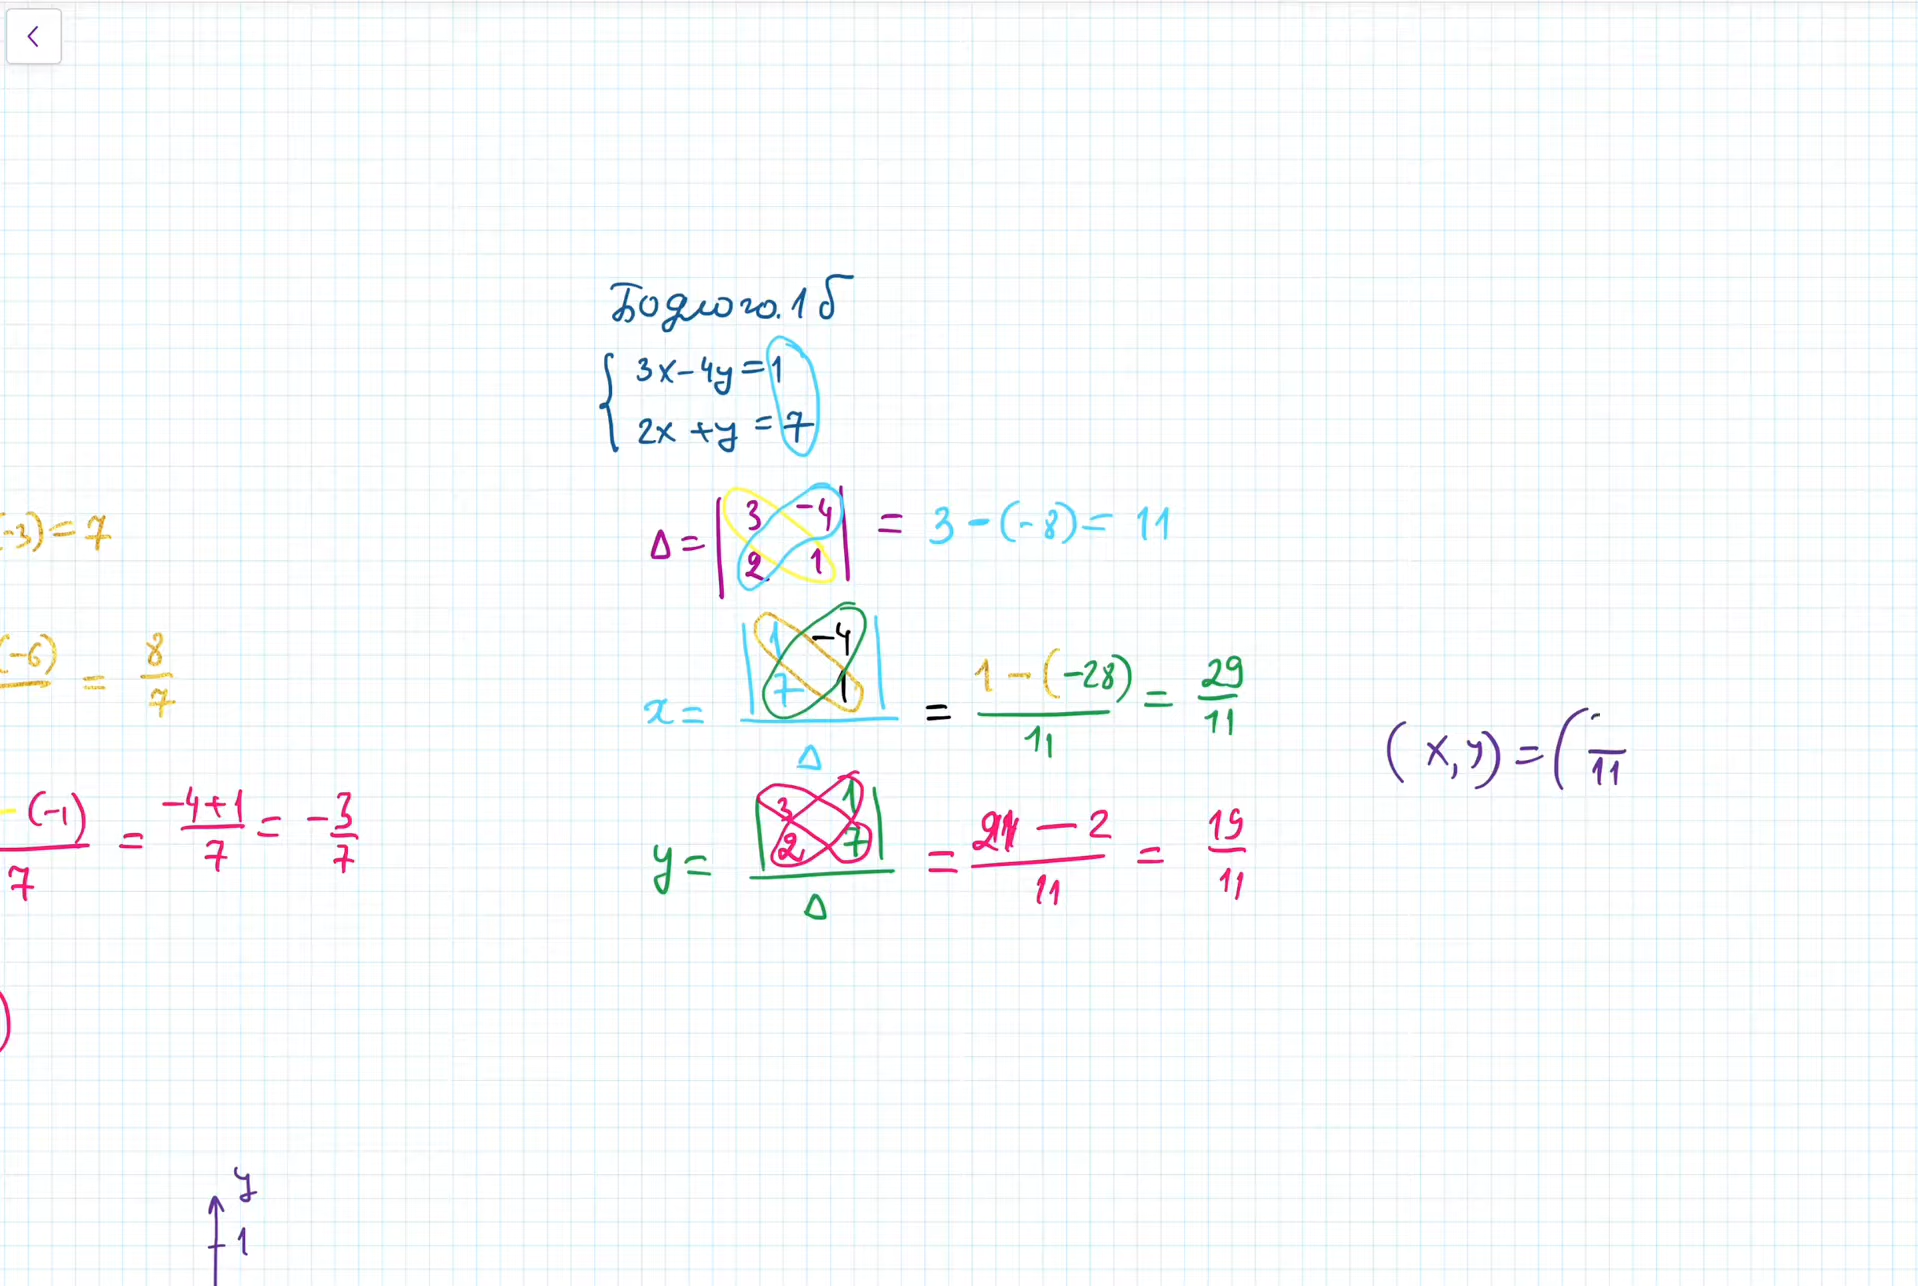 Бодлого. 1б
3x-4y=1
2x+y=7
-3)=7
Δ= | 3 -4 | = 3-(-8)= 11
2 1
(-6) = 8/7
x= | 1 -4 | / Δ = 1-(-28) / 11 = 29/11
7 1
(x,y)=( /11
-(-1) / 7 = -4+1 / 7 = -3/7
y= | 3 1 | / Δ = 21-2 / 11 = 19/11
2 7
)
y
1